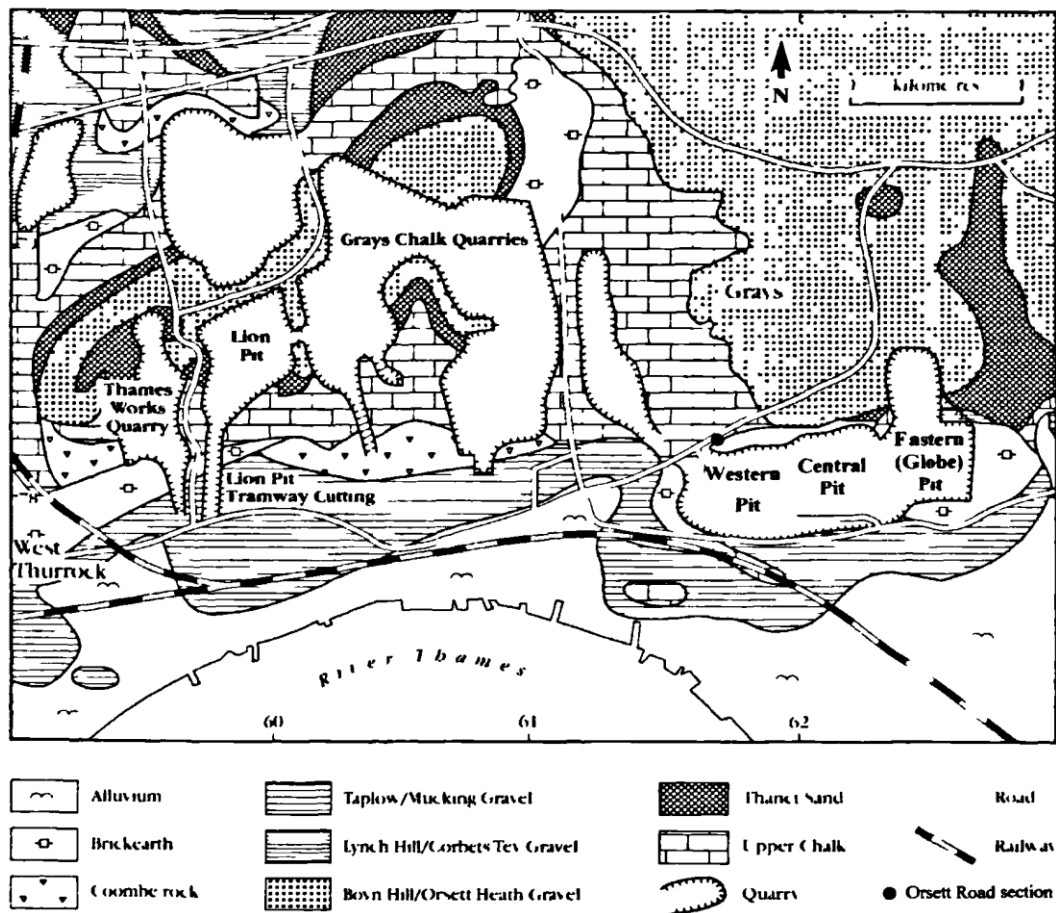 N
kilometres
Grays Chalk Quarries
Grays
Lion
Pit
Thames
Works
Quarry
Western
Pit
Central
Pit
Eastern
(Globe)
Pit
Lion Pit
Tramway Cutting
West
Thurrock
River Thames
60
61
62
Alluvium
Taplow/Mucking Gravel
Thanet Sand
Road
Brickearth
Lynch Hill/Corbets Tey Gravel
Upper Chalk
Railway
Coombe rock
Boyn Hill/Orsett Heath Gravel
Quarry
Orsett Road section